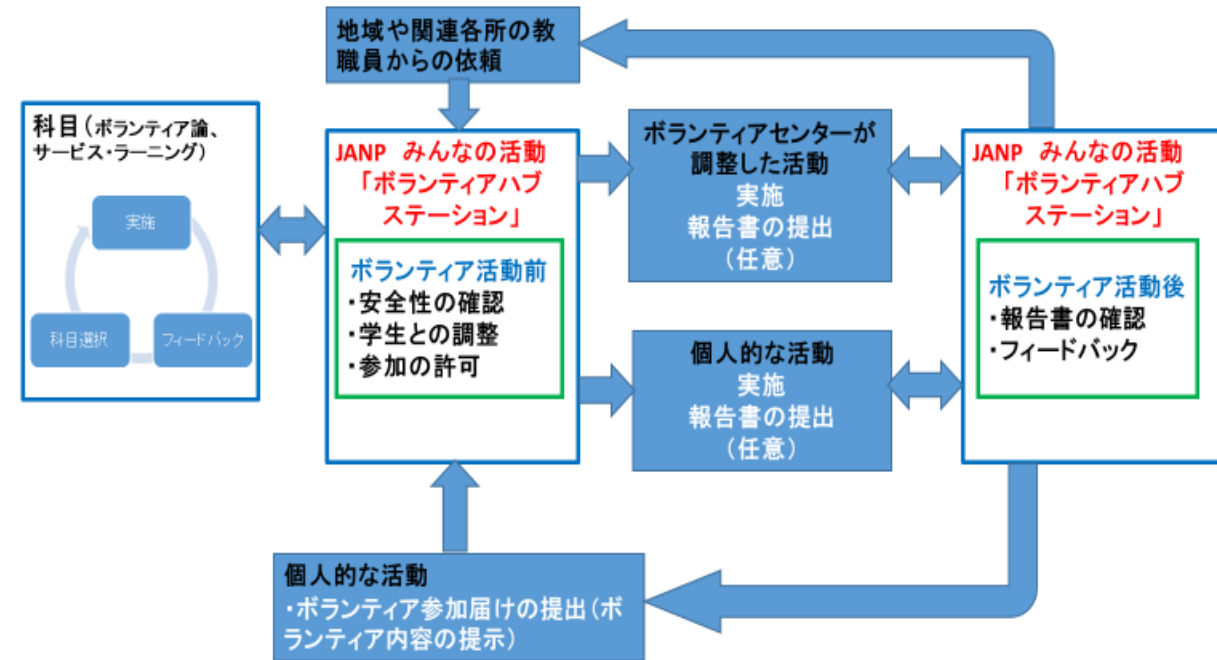 地域や関連各所の教
職員からの依頼
科目(ボランティア論、
サービス・ラーニング)
実施
科目選択
フィードバック
JANP みんなの活動
「ボランティアハブ
ステーション」
ボランティア活動前
・安全性の確認
・学生との調整
・参加の許可
ボランティアセンターが
調整した活動
実施
報告書の提出
(任意)
個人的な活動
実施
報告書の提出
(任意)
JANP みんなの活動
「ボランティアハブ
ステーション」
ボランティア活動後
・報告書の確認
・フィードバック
個人的な活動
・ボランティア参加届けの提出(ボ
ランティア内容の提示)